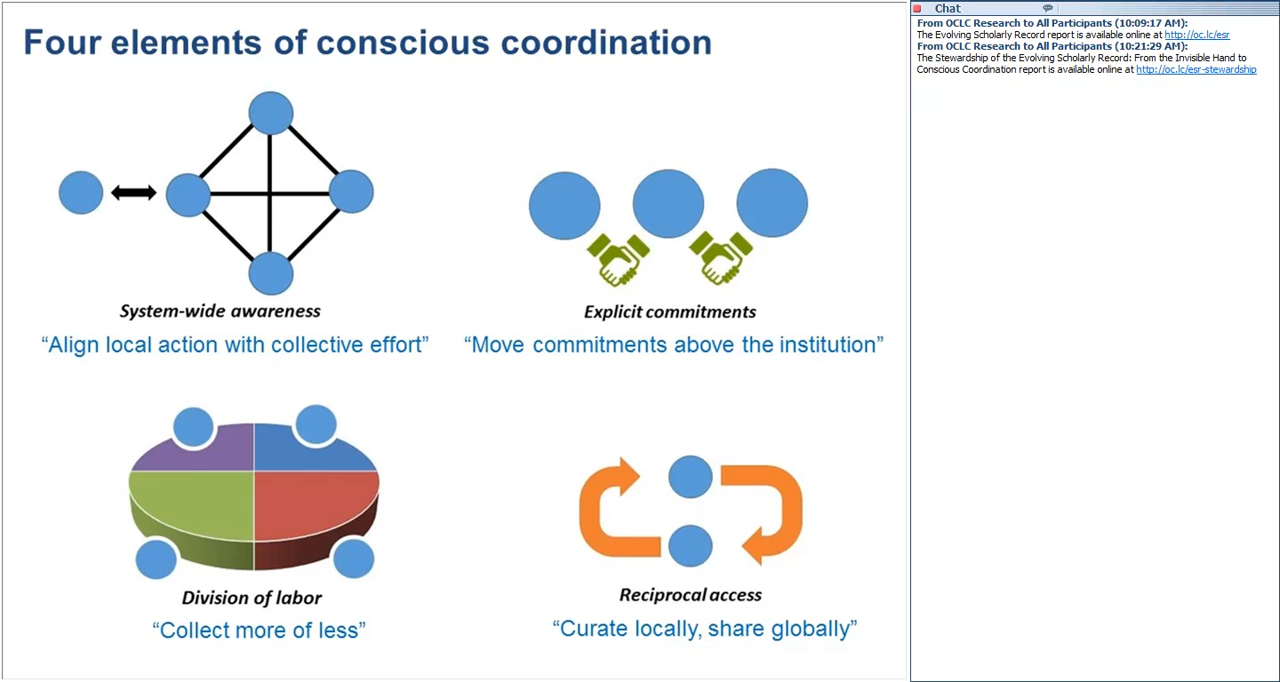 Four elements of conscious coordination
System-wide awareness
“Align local action with collective effort”
Explicit commitments
“Move commitments above the institution”
Division of labor
“Collect more of less”
Reciprocal access
“Curate locally, share globally”
Chat
From OCLC Research to All Participants (10:09:17 AM):
The Evolving Scholarly Record report is available online at http://oc.lc/esr
From OCLC Research to All Participants (10:21:29 AM):
The Stewardship of the Evolving Scholarly Record: From the Invisible Hand to
Conscious Coordination report is available online at http://oc.lc/esr-stewardship